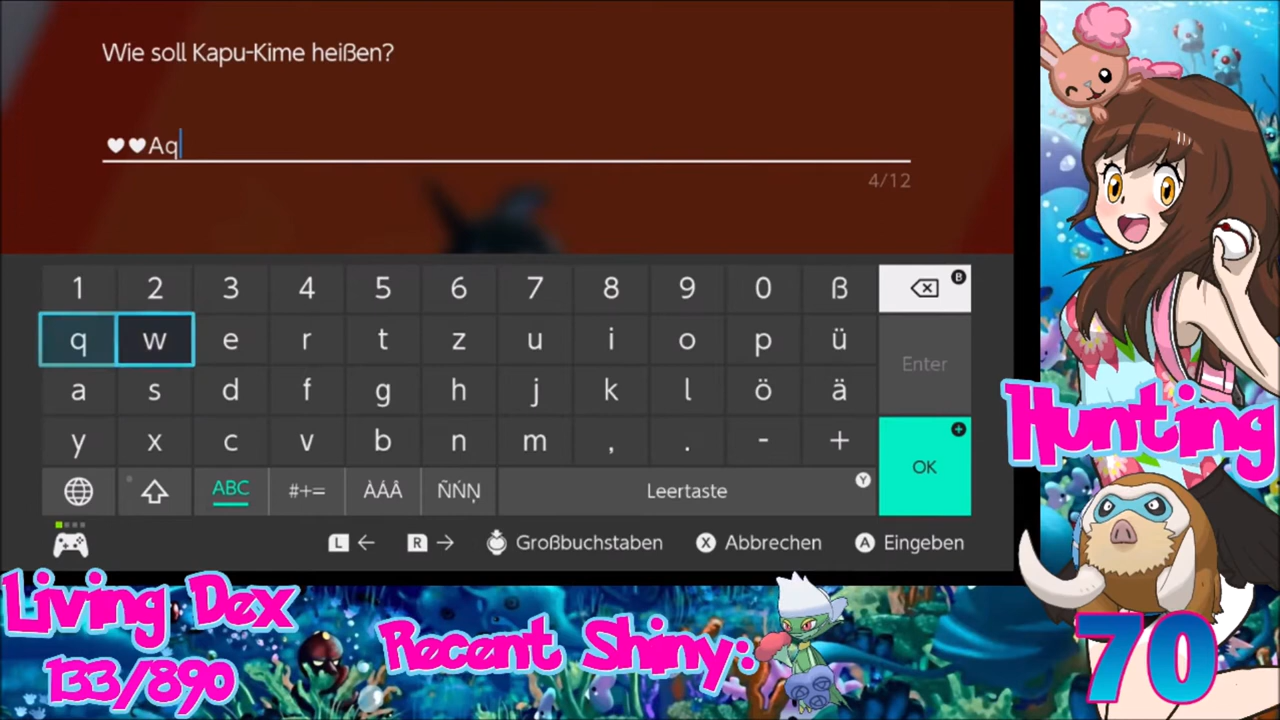 Wie soll Kapu-Kime heißen?
♥♥Aq
4/12
1 2 3 4 5 6 7 8 9 0 ß B
q w e r t z u i o p ü
Enter
a s d f g h j k l ö ä
y x c v b n m , . - +
OK
ABC #+= ÀÁÂ ÑŃŅ Leertaste Y
L ← R → Großbuchstaben X Abbrechen A Eingeben
Hunting
70
Living Dex
133/890
Recent Shiny: